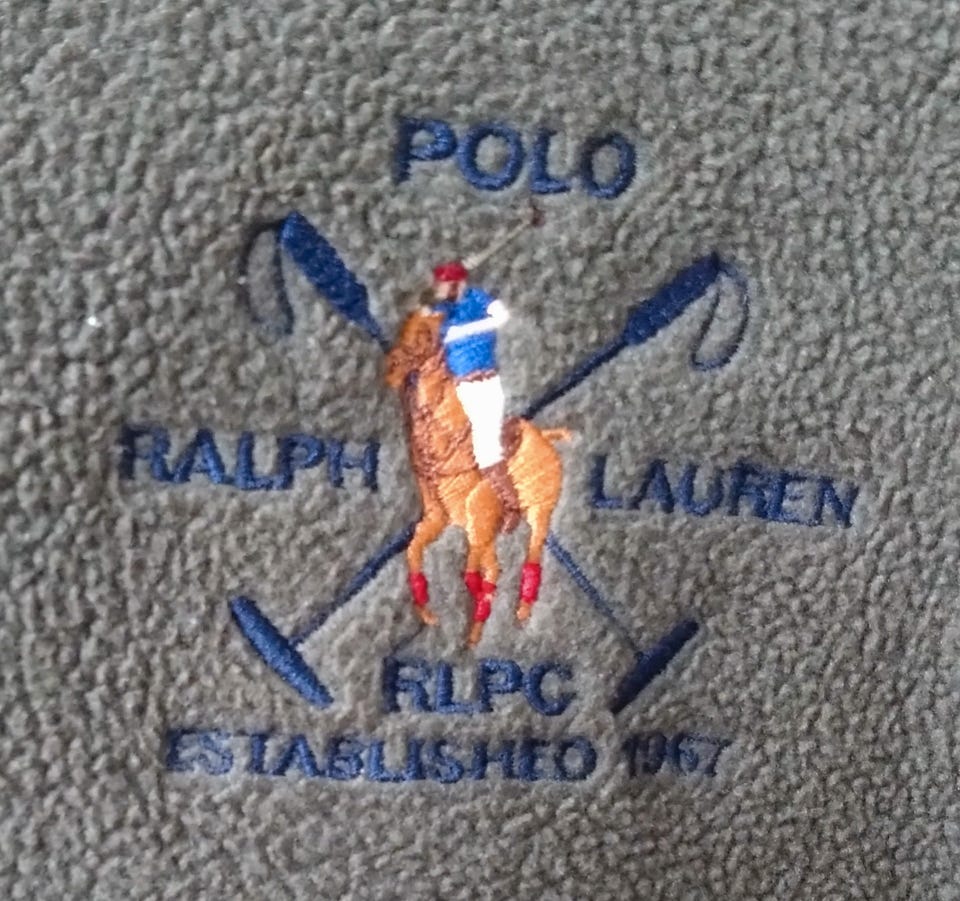 POLO
RALPH LAUREN
RLPC
ESTABLISHED 1967